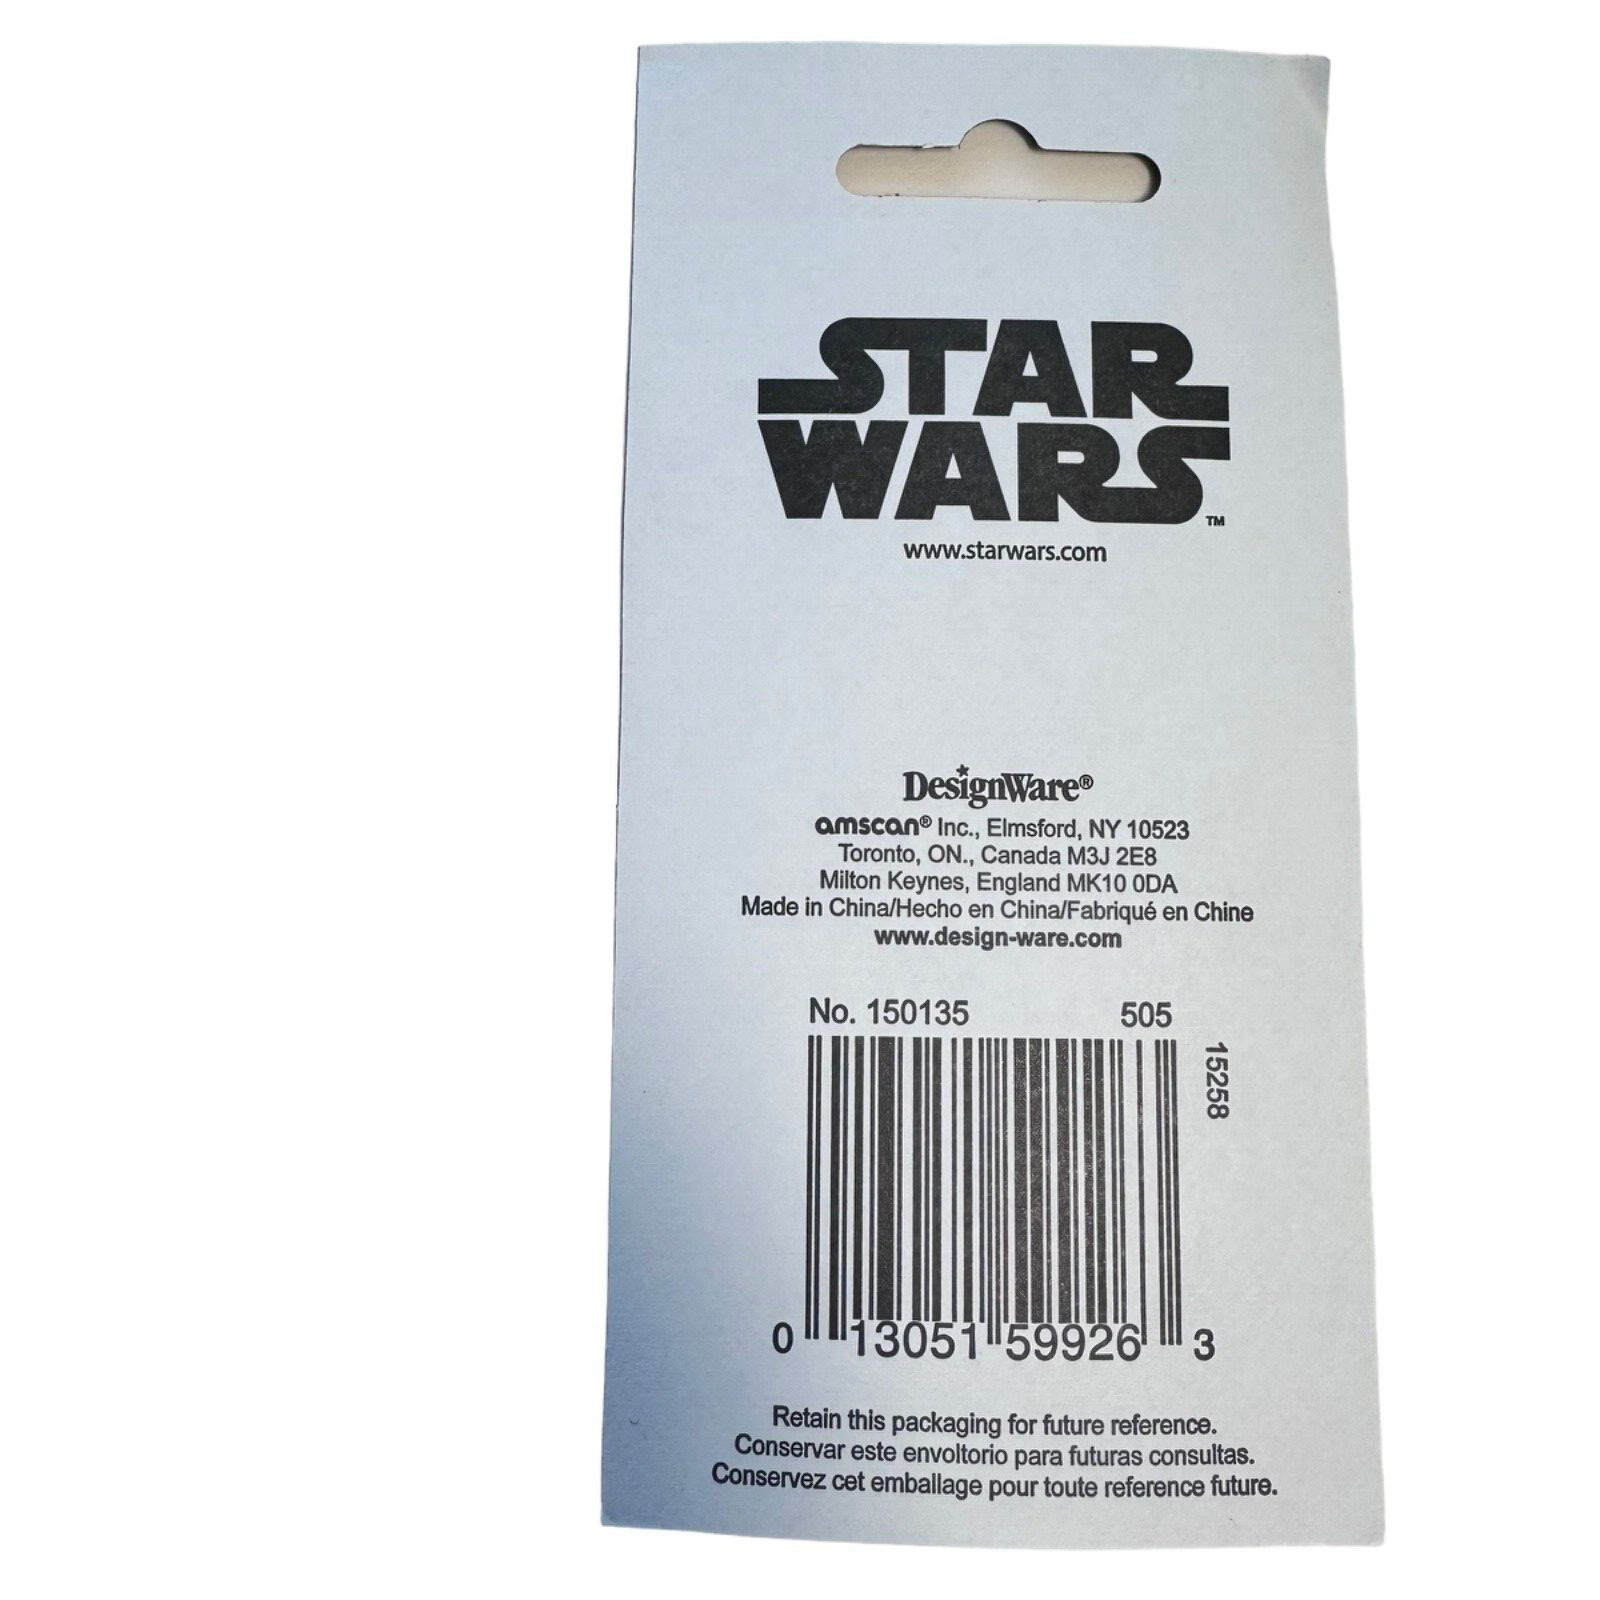 STAR
WARS™
www.starwars.com
DesignWare®
amscan® Inc., Elmsford, NY 10523
Toronto, ON., Canada M3J 2E8
Milton Keynes, England MK10 0DA
Made in China/Hecho en China/Fabriqué en Chine
www.design-ware.com
No. 150135 505
15258
0 13051 59926 3
Retain this packaging for future reference.
Conservar este envoltorio para futuras consultas.
Conservez cet emballage pour toute reference future.